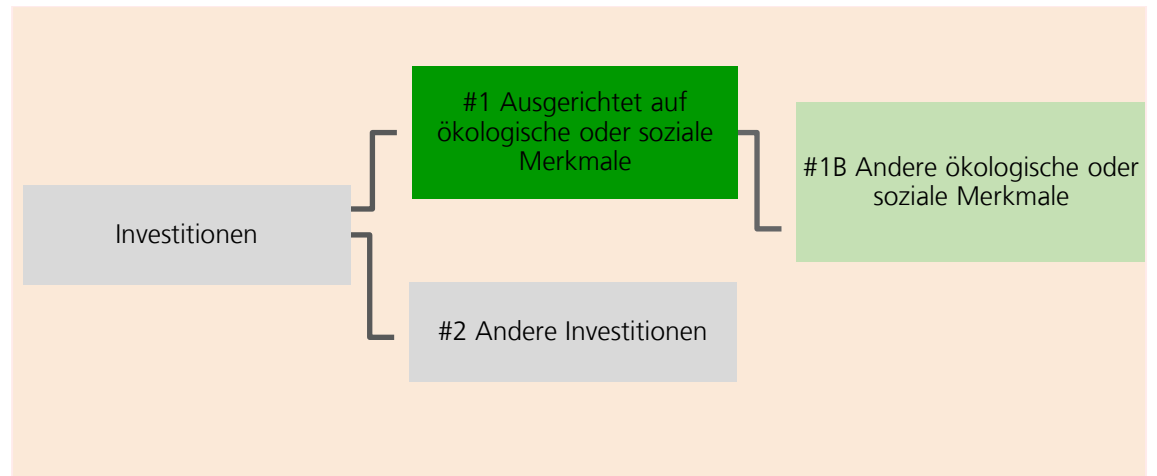 #1 Ausgerichtet auf
ökologische oder soziale
Merkmale
#1B Andere ökologische oder
soziale Merkmale
Investitionen
#2 Andere Investitionen